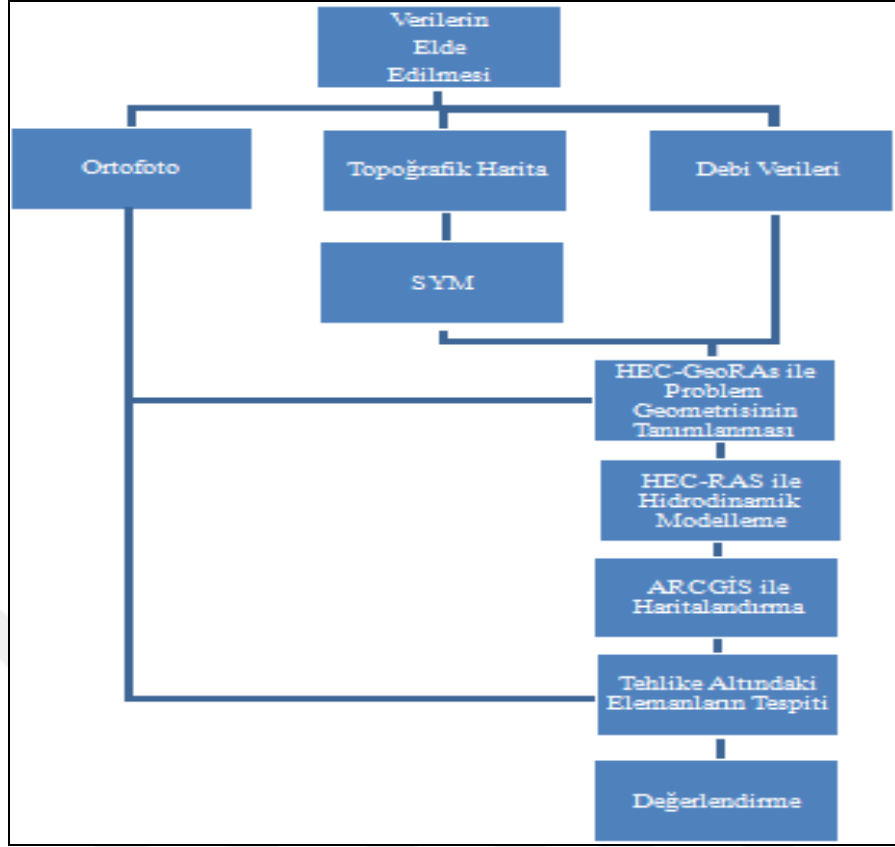 Verilerin
Elde
Edilmesi
Ortofoto
Topoğrafik Harita
Debi Verileri
SYM
HEC-GeoRAs ile
Problem
Geometrisinin
Tanımlanması
HEC-RAS ile
Hidrodinamik
Modelleme
ARCGİS ile
Haritalandırma
Tehlike Altındaki
Elemanların Tespiti
Değerlendirme